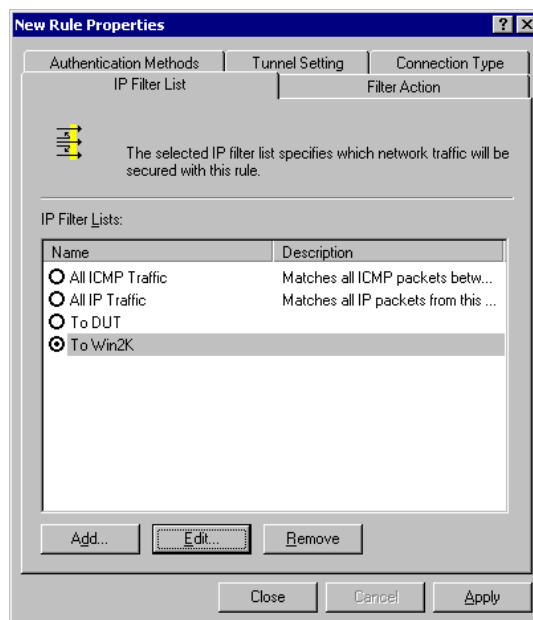 New Rule Properties
Authentication Methods Tunnel Setting Connection Type
IP Filter List Filter Action
The selected IP filter list specifies which network traffic will be
secured with this rule.
IP Filter Lists:
Name Description
All ICMP Traffic Matches all ICMP packets betw...
All IP Traffic Matches all IP packets from this ...
To DUT
To Win2K
Add... Edit... Remove
Close Cancel Apply